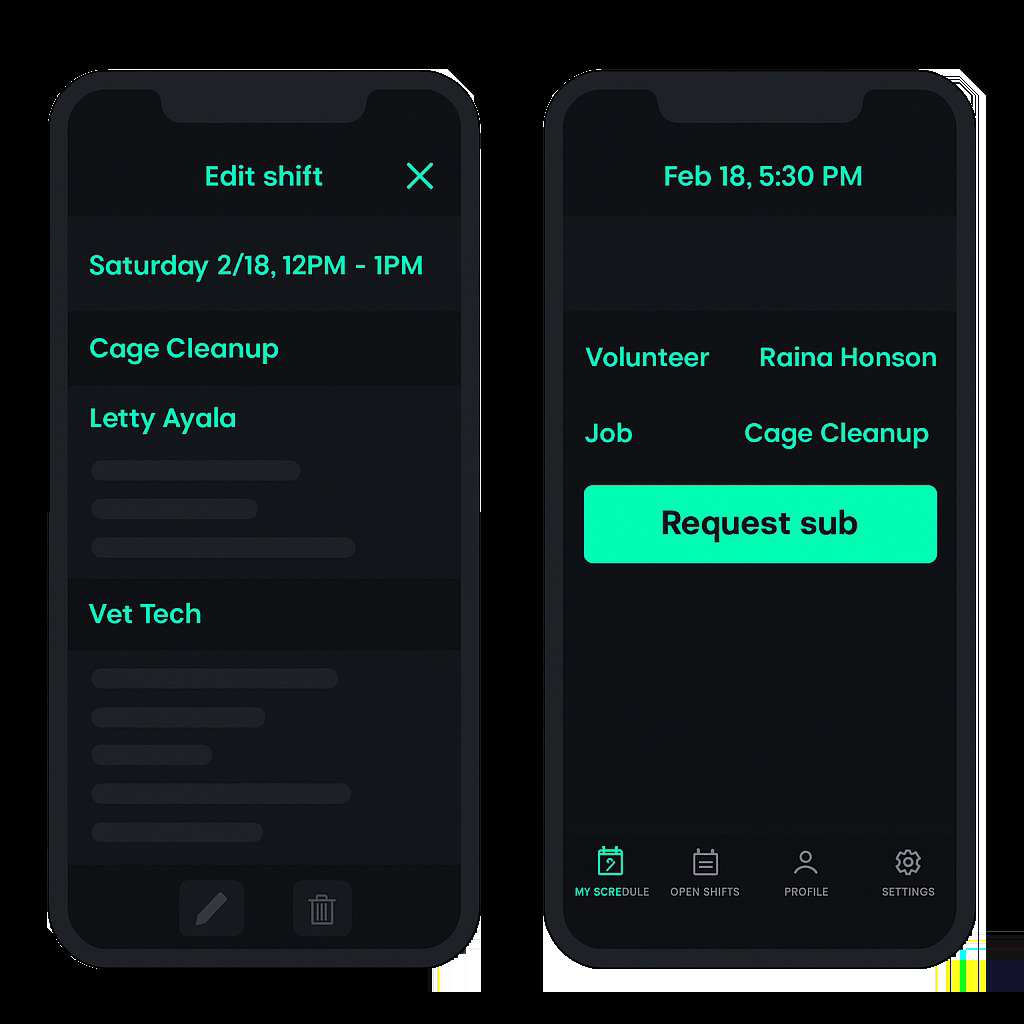 Edit shift
Saturday 2/18, 12PM - 1PM
Cage Cleanup
Letty Ayala
Vet Tech
Feb 18, 5:30 PM
Volunteer Raina Honson
Job Cage Cleanup
Request sub
MY SCREDULE OPEN SHIFTS PROFILE SETTINGS